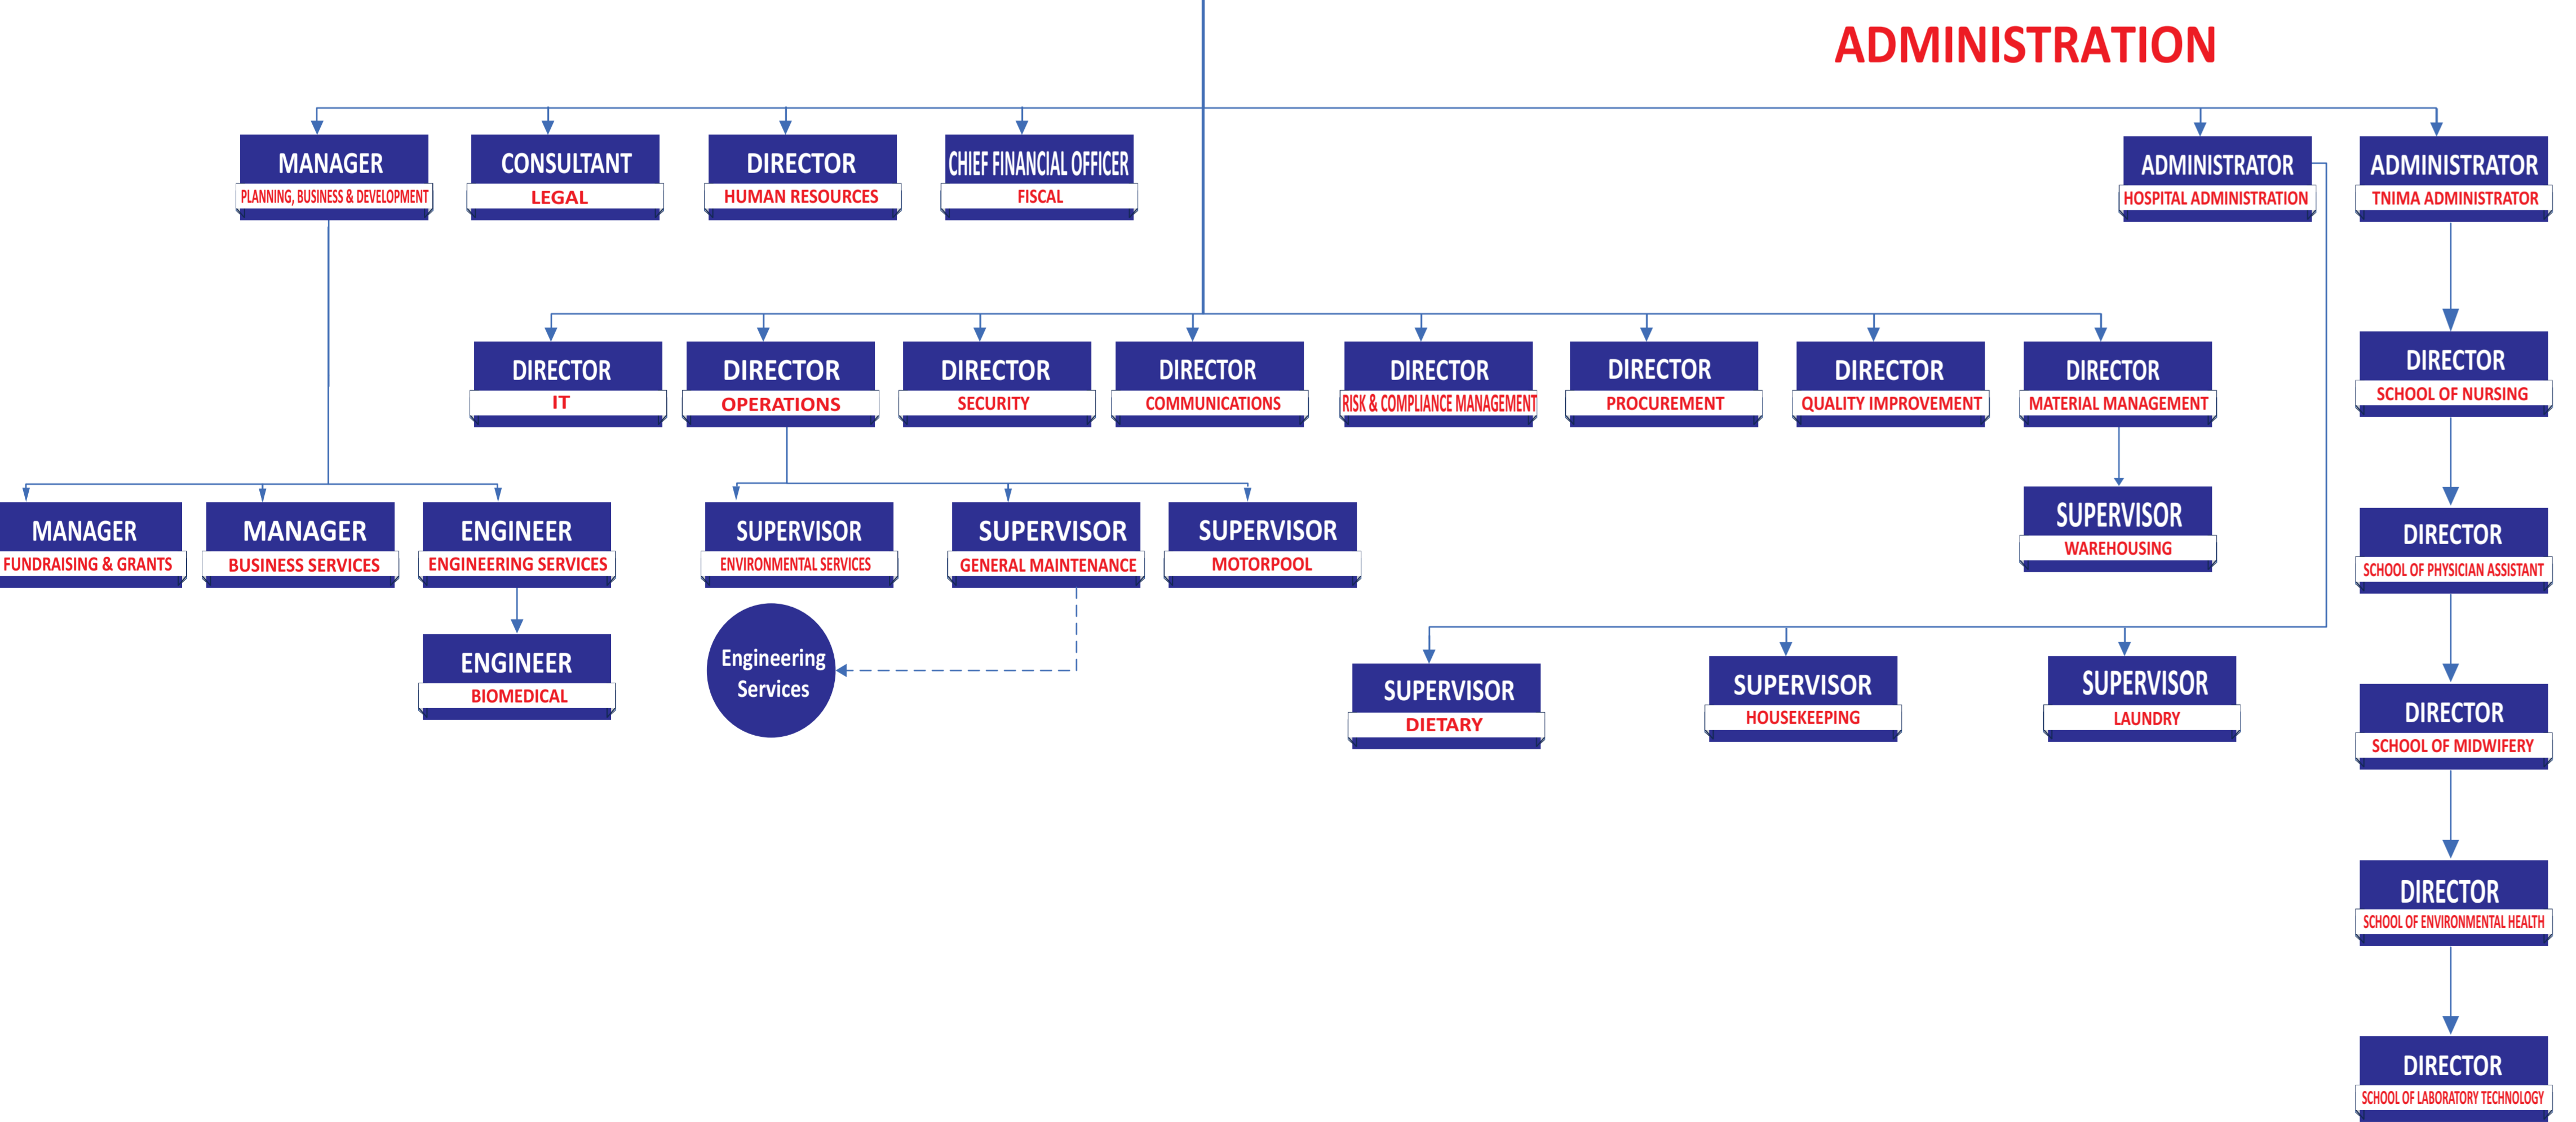 ADMINISTRATION
MANAGER
PLANNING, BUSINESS & DEVELOPMENT
CONSULTANT
LEGAL
DIRECTOR
HUMAN RESOURCES
CHIEF FINANCIAL OFFICER
FISCAL
ADMINISTRATOR
HOSPITAL ADMINISTRATION
ADMINISTRATOR
TNIMA ADMINISTRATOR
DIRECTOR
IT
DIRECTOR
OPERATIONS
DIRECTOR
SECURITY
DIRECTOR
COMMUNICATIONS
DIRECTOR
RISK & COMPLIANCE MANAGEMENT
DIRECTOR
PROCUREMENT
DIRECTOR
QUALITY IMPROVEMENT
DIRECTOR
MATERIAL MANAGEMENT
DIRECTOR
SCHOOL OF NURSING
MANAGER
FUNDRAISING & GRANTS
MANAGER
BUSINESS SERVICES
ENGINEER
ENGINEERING SERVICES
SUPERVISOR
ENVIRONMENTAL SERVICES
SUPERVISOR
GENERAL MAINTENANCE
SUPERVISOR
MOTORPOOL
SUPERVISOR
WAREHOUSING
DIRECTOR
SCHOOL OF PHYSICIAN ASSISTANT
ENGINEER
BIOMEDICAL
Engineering
Services
SUPERVISOR
DIETARY
SUPERVISOR
HOUSEKEEPING
SUPERVISOR
LAUNDRY
DIRECTOR
SCHOOL OF MIDWIFERY
DIRECTOR
SCHOOL OF ENVIRONMENTAL HEALTH
DIRECTOR
SCHOOL OF LABORATORY TECHNOLOGY